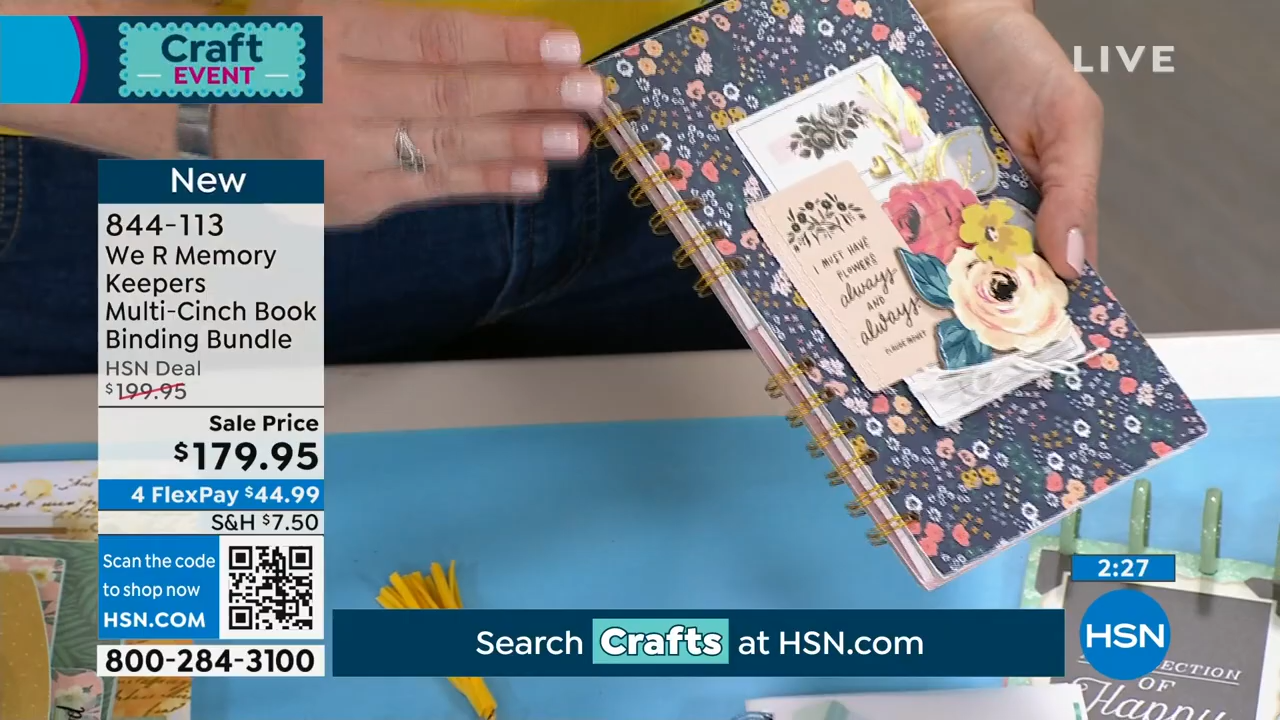 Craft
EVENT
LIVE
New
844-113
We R Memory
Keepers
Multi-Cinch Book
Binding Bundle
HSN Deal
$199.95
Sale Price
$179.95
4 FlexPay $44.99
S&H $7.50
Scan the code
to shop now
HSN.COM
800-284-3100
I MUST HAVE
FLOWERS
always
AND
always.
CLAUDE MONET
2:27
HSN
Search Crafts at HSN.com
OF
Happy